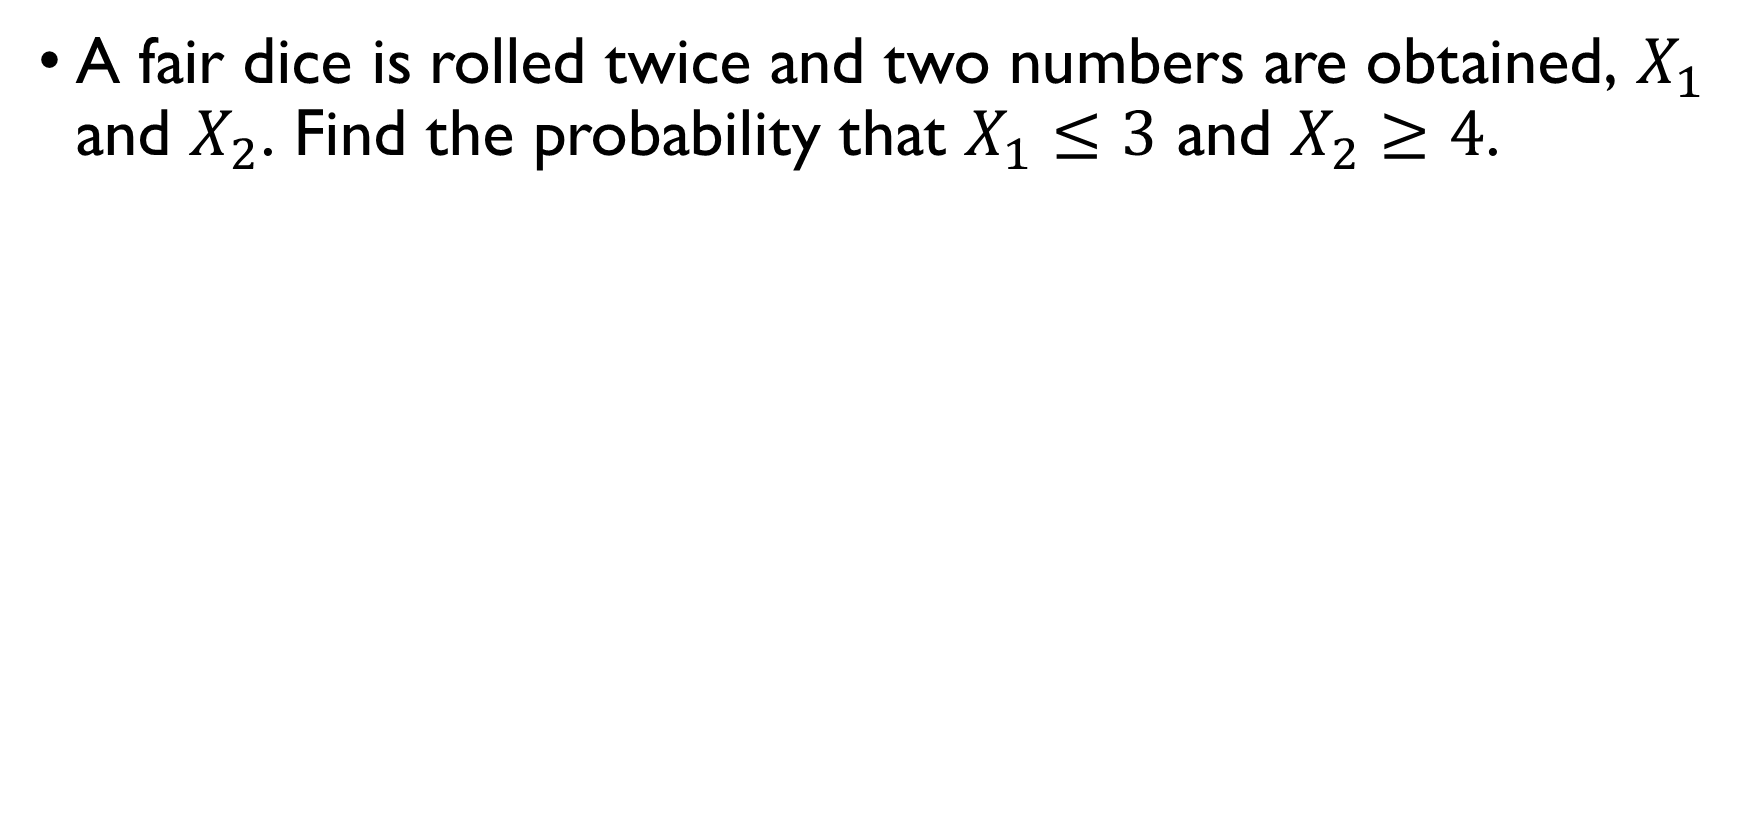 • A fair dice is rolled twice and two numbers are obtained, X₁
and X₂. Find the probability that X₁ ≤ 3 and X₂ ≥ 4.